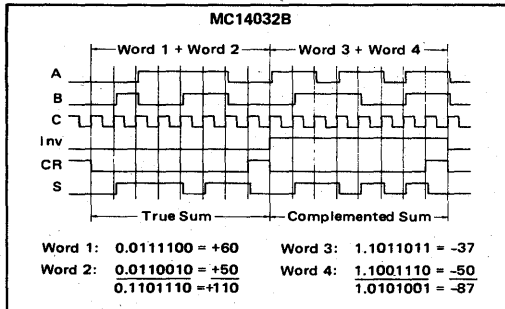 MC14032B
Word 1 + Word 2 Word 3 + Word 4
A
B
C
Inv
CR
S
True Sum Complemented Sum
Word 1: 0.0111100 = +60 Word 3: 1.1011011 = -37
Word 2: 0.0110010 = +50 Word 4: 1.1001110 = -50
0.1101110 =+110 1.0101001 = -87